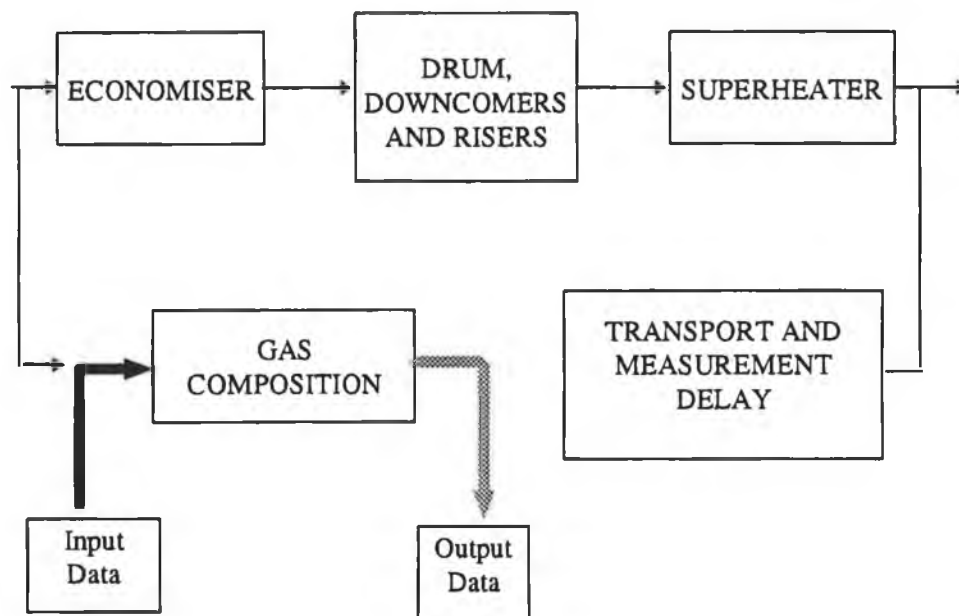 ECONOMISER
DRUM,
DOWNCOMERS
AND RISERS
SUPERHEATER
GAS
COMPOSITION
TRANSPORT AND
MEASUREMENT
DELAY
Input
Data
Output
Data